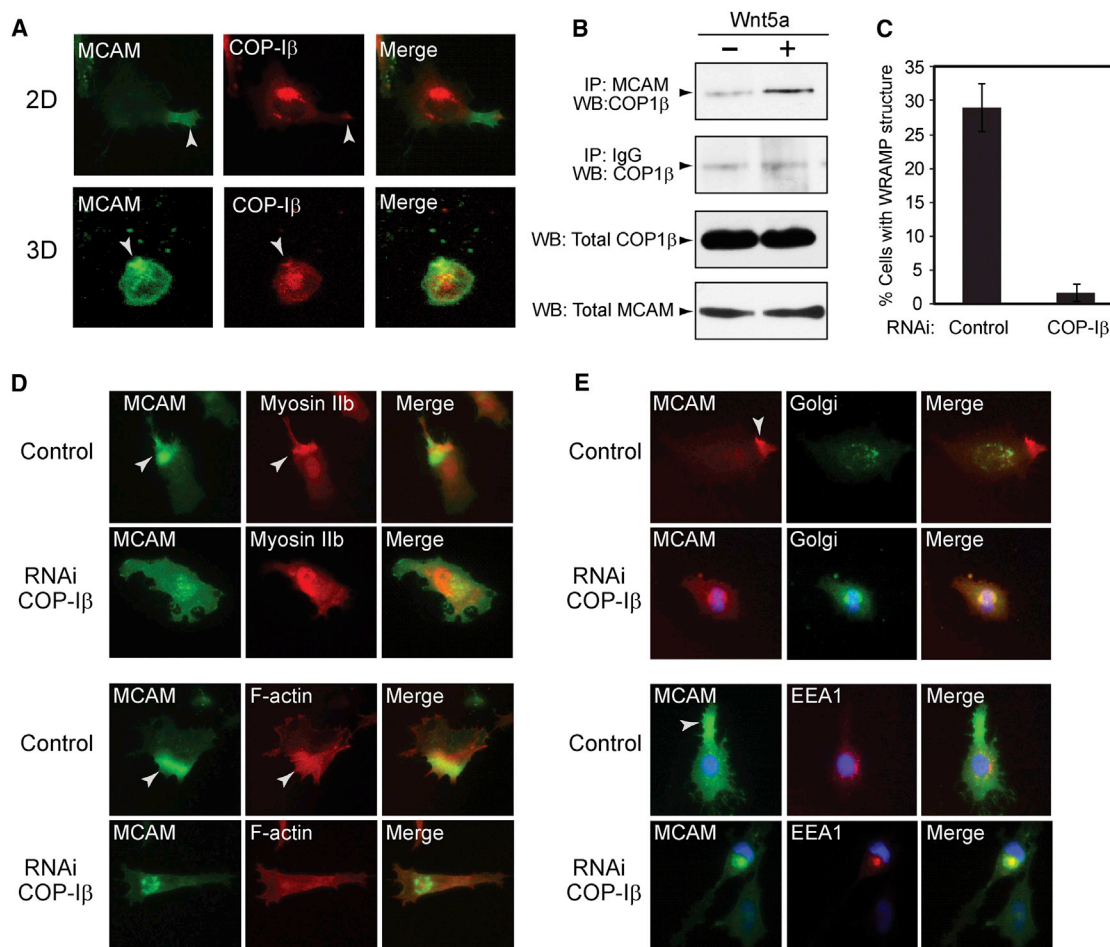 A
MCAM
COP-Iβ
Merge
2D
MCAM
COP-Iβ
Merge
3D
B
Wnt5a
− +
IP: MCAM
WB:COP1β
IP: IgG
WB: COP1β
WB: Total COP1β
WB: Total MCAM
C
% Cells with WRAMP structure
35
30
25
20
15
10
5
0
RNAi: Control COP-Iβ
D
MCAM
Myosin IIb
Merge
Control
MCAM
Myosin IIb
Merge
RNAi
COP-Iβ
MCAM
F-actin
Merge
Control
MCAM
F-actin
Merge
RNAi
COP-Iβ
E
MCAM
Golgi
Merge
Control
MCAM
Golgi
Merge
RNAi
COP-Iβ
MCAM
EEA1
Merge
Control
MCAM
EEA1
Merge
RNAi
COP-Iβ